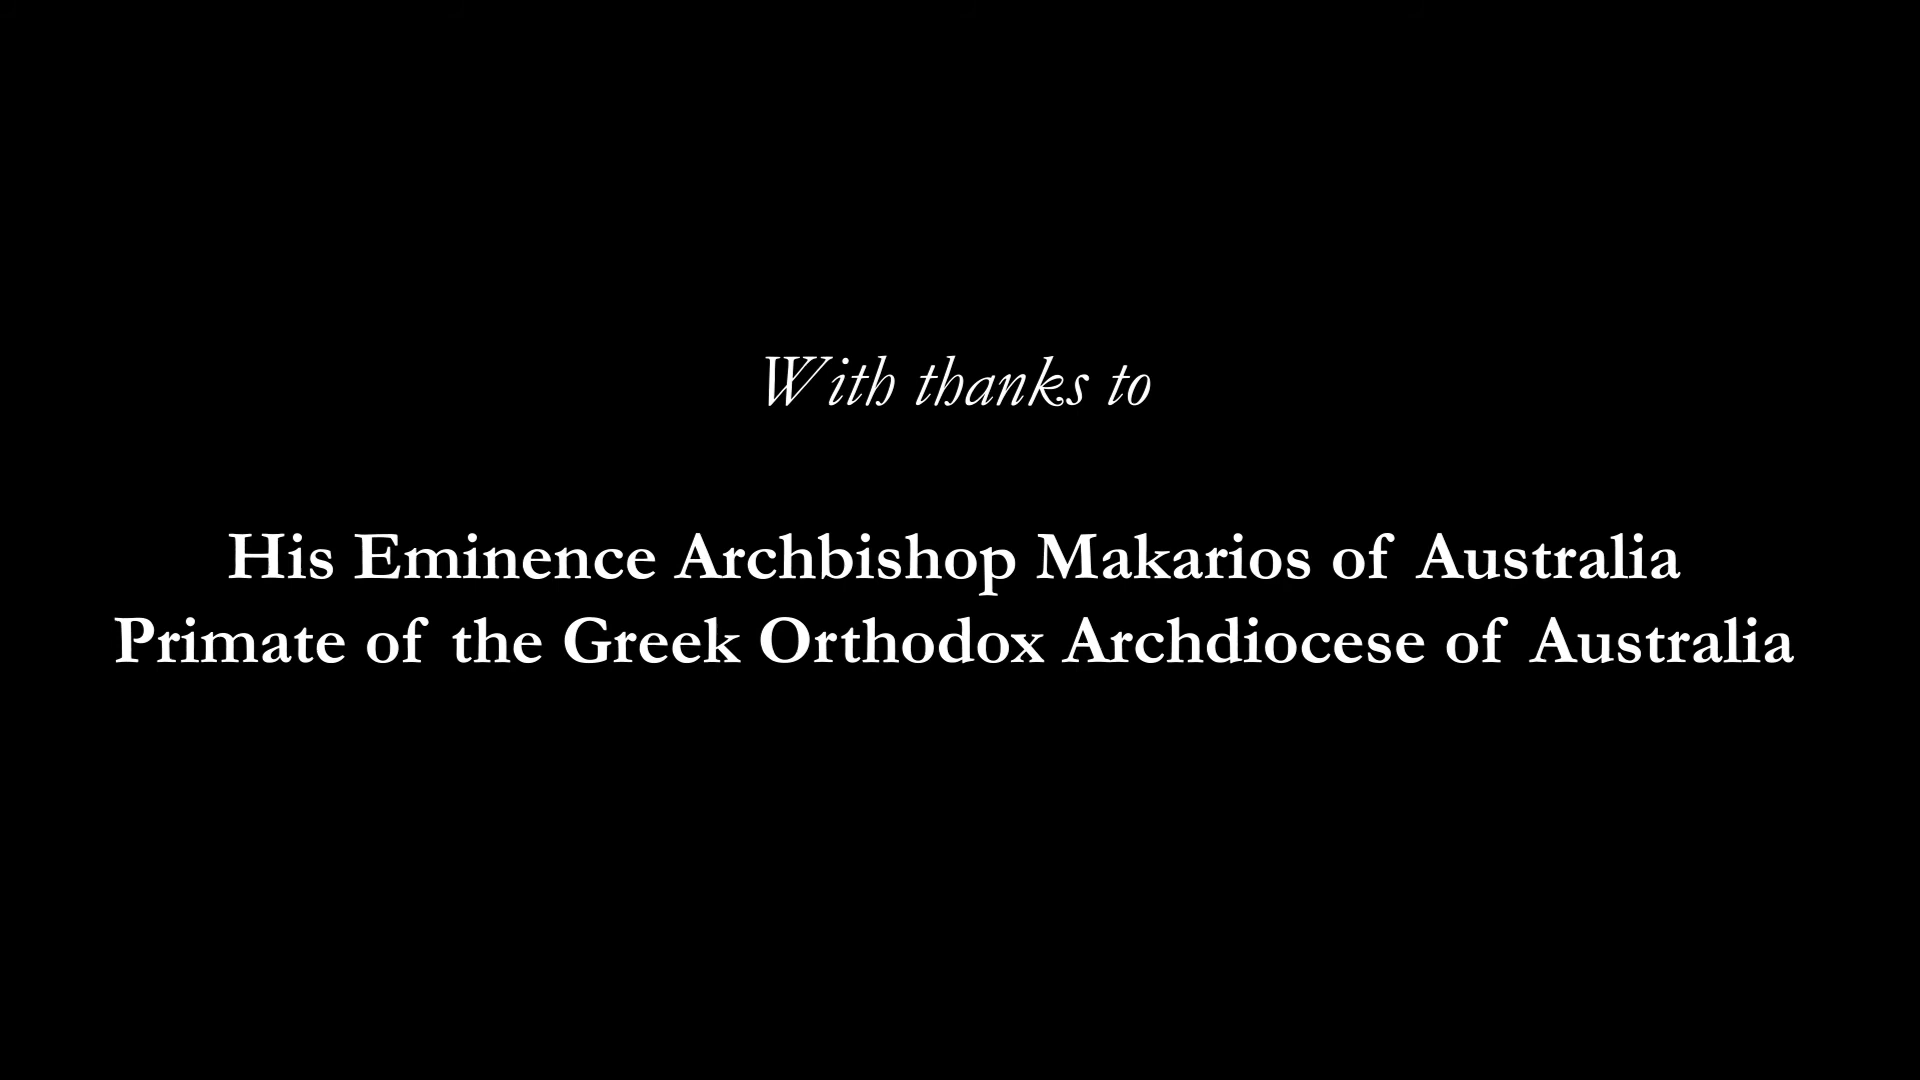 With thanks to
His Eminence Archbishop Makarios of Australia
Primate of the Greek Orthodox Archdiocese of Australia